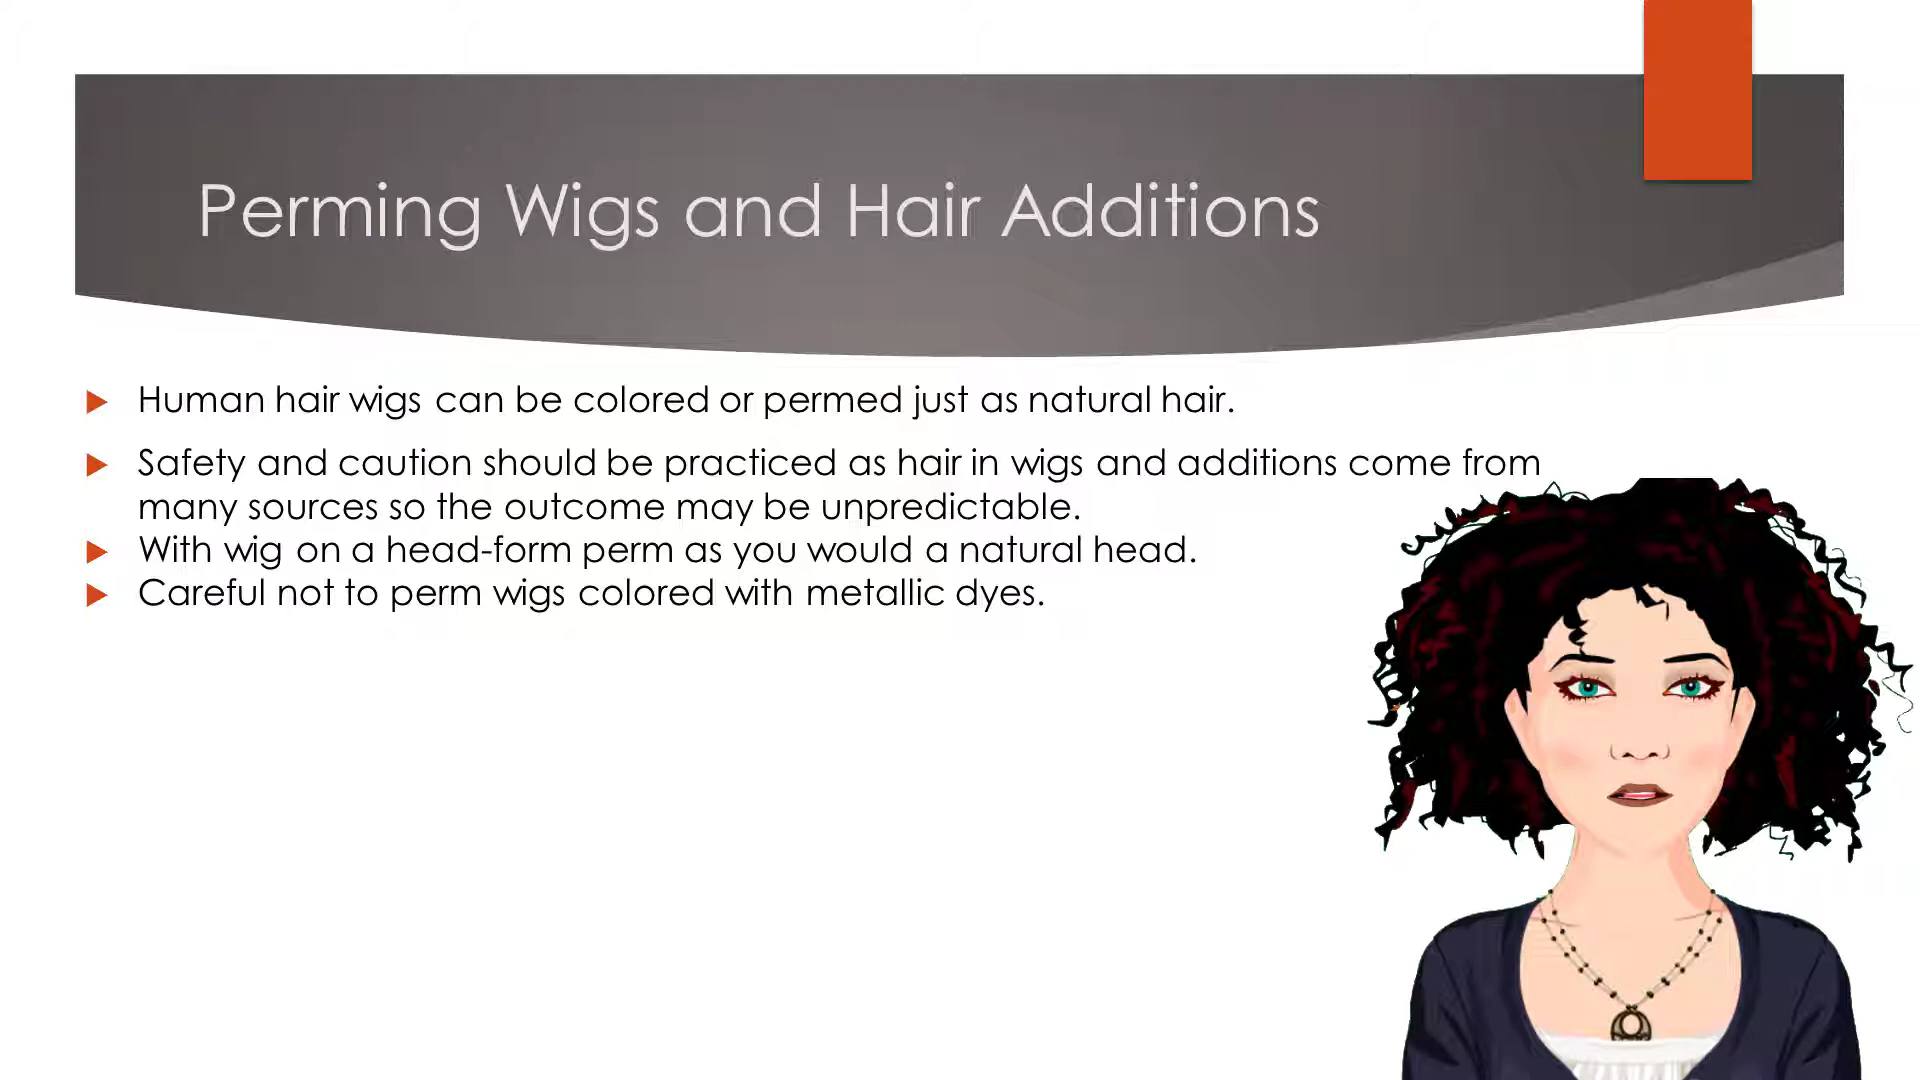 Perming Wigs and Hair Additions
Human hair wigs can be colored or permed just as natural hair.
Safety and caution should be practiced as hair in wigs and additions come from
many sources so the outcome may be unpredictable.
With wig on a head-form perm as you would a natural head.
Careful not to perm wigs colored with metallic dyes.